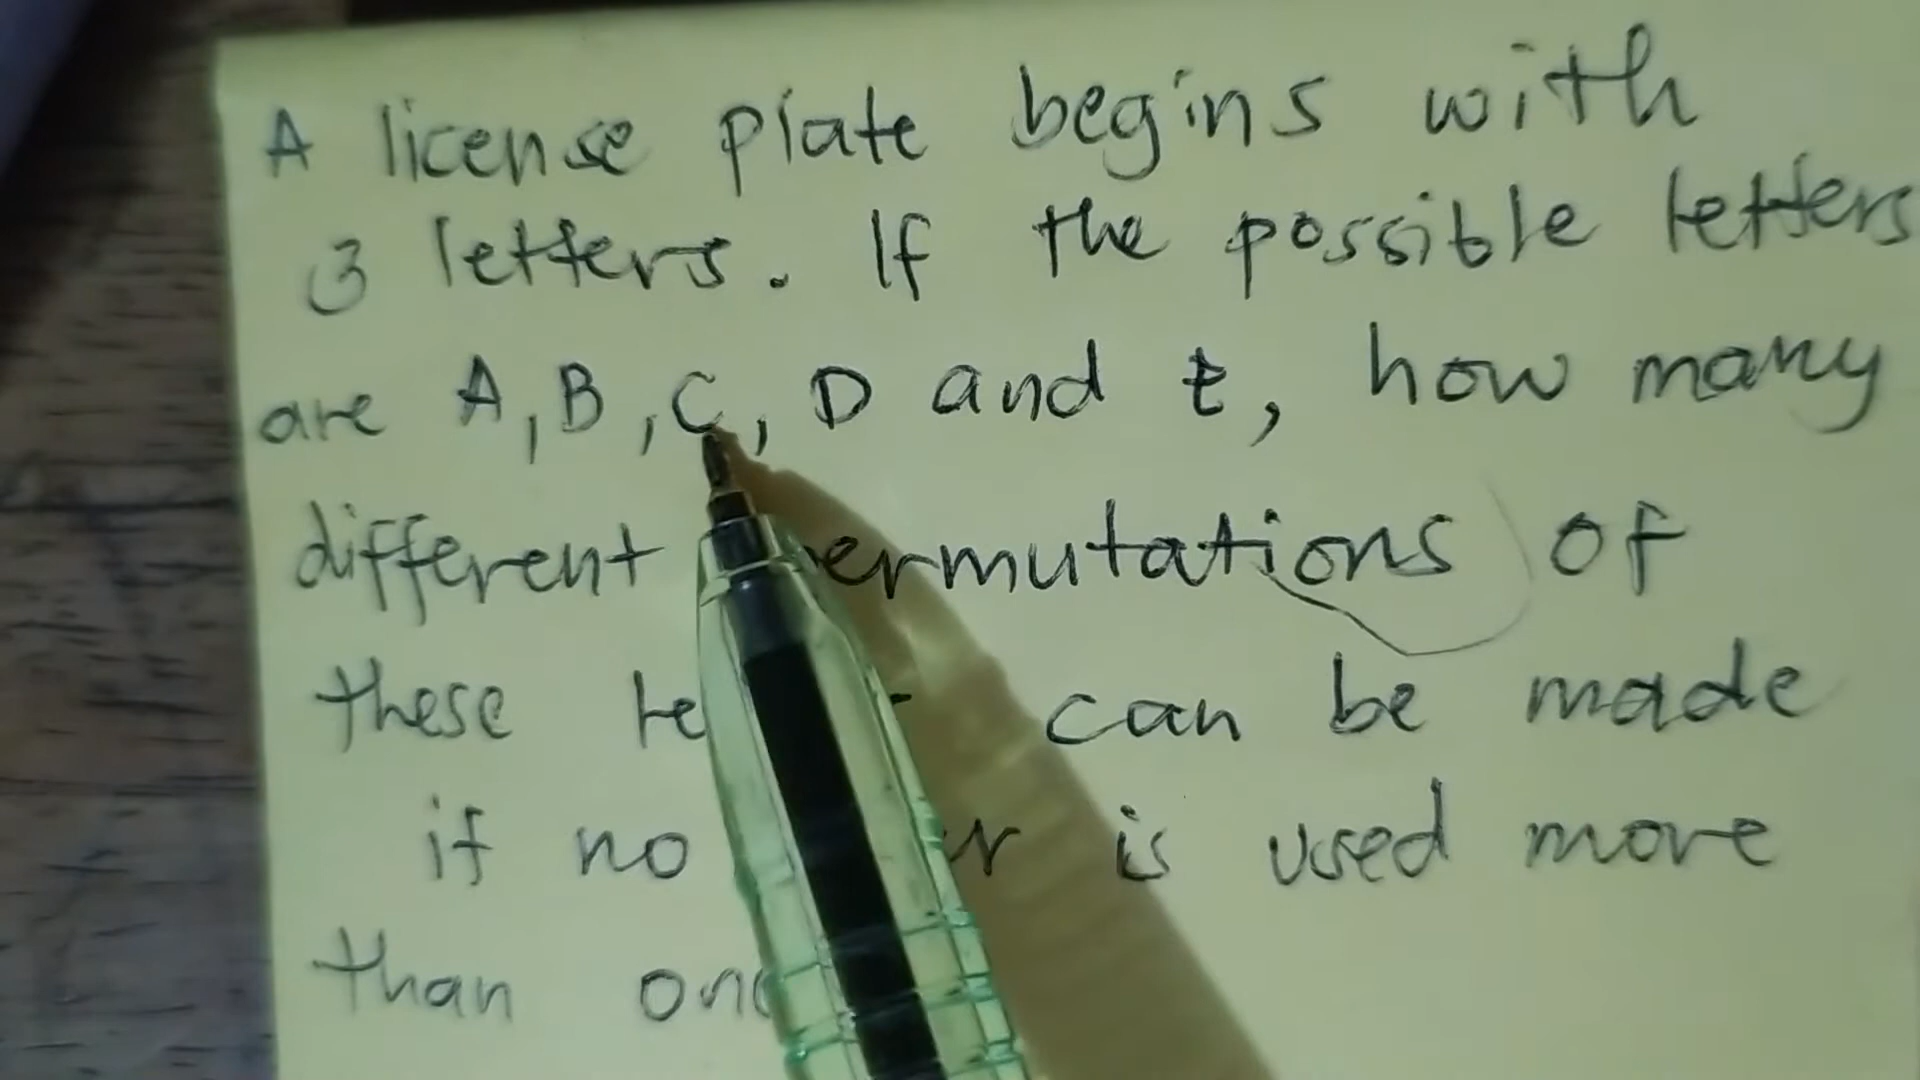 A license plate begins with
3 letters. If the possible letters
are A, B, C, D and E, how many
different permutations of
these can be made
if no is used more
than